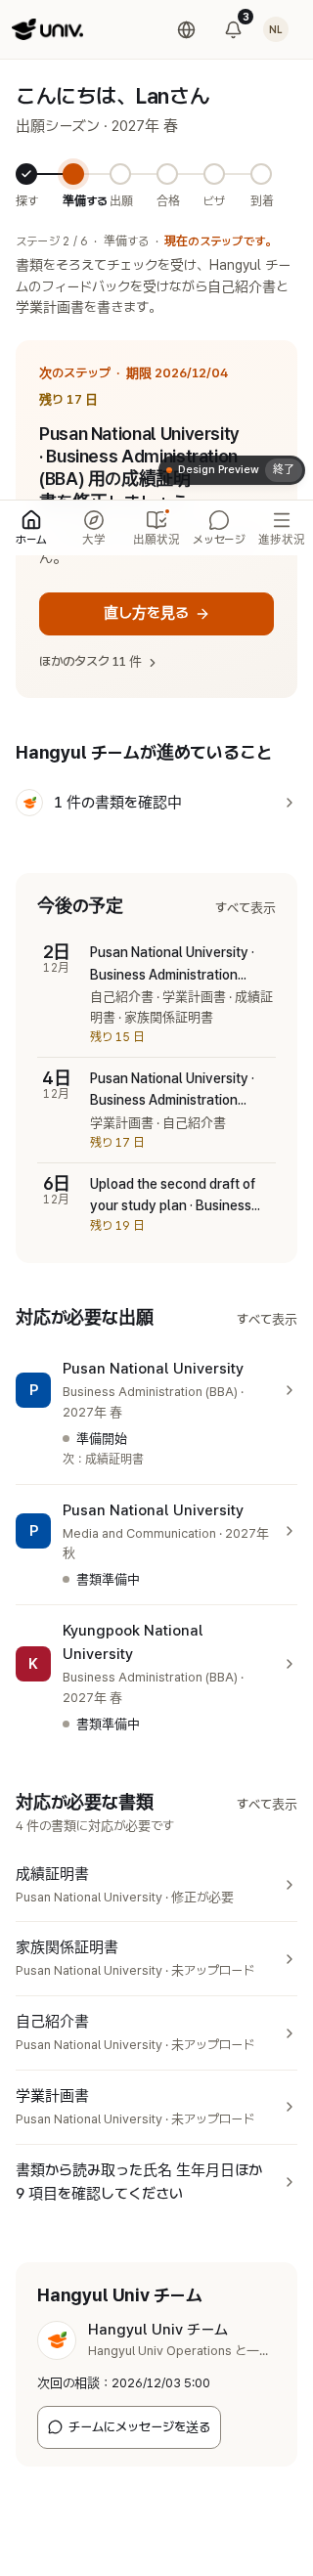 UNIV.
3
NL
こんにちは、Lanさん
出願シーズン · 2027年 春
探す
準備する
出願
合格
ビザ
到着
ステージ 2 / 6 · 準備する · 現在のステップです。
書類をそろえてチェックを受け、Hangyul チー
ムのフィードバックを受けながら自己紹介書と
学業計画書を書きます。
次のステップ · 期限 2026/12/04
残り 17 日
Pusan National University
· Business Administration
(BBA) 用の成績証明
Design Preview
終了
ホーム
大学
出願状況
メッセージ
進捗状況
ん。
直し方を見る →
ほかのタスク 11 件
Hangyul チームが進めていること
1 件の書類を確認中
今後の予定
すべて表示
2日
12月
Pusan National University ·
Business Administration...
自己紹介書 · 学業計画書 · 成績証
明書 · 家族関係証明書
残り 15 日
4日
12月
Pusan National University ·
Business Administration...
学業計画書 · 自己紹介書
残り 17 日
6日
12月
Upload the second draft of
your study plan · Business...
残り 19 日
対応が必要な出願
すべて表示
P
Pusan National University
Business Administration (BBA) ·
2027年 春
準備開始
次：成績証明書
P
Pusan National University
Media and Communication · 2027年
秋
書類準備中
K
Kyungpook National
University
Business Administration (BBA) ·
2027年 春
書類準備中
対応が必要な書類
すべて表示
4 件の書類に対応が必要です
成績証明書
Pusan National University · 修正が必要
家族関係証明書
Pusan National University · 未アップロード
自己紹介書
Pusan National University · 未アップロード
学業計画書
Pusan National University · 未アップロード
書類から読み取った氏名 生年月日ほか
9 項目を確認してください
Hangyul Univ チーム
Hangyul Univ チーム
Hangyul Univ Operations と一...
次回の相談：2026/12/03 5:00
チームにメッセージを送る